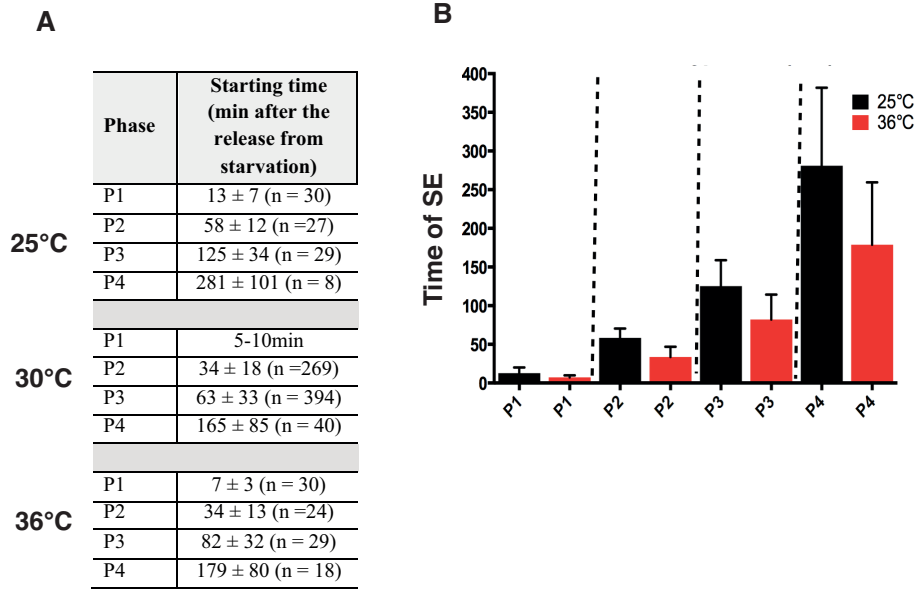 A
Phase
Starting time
(min after the
release from
starvation)
25°C
P1 13 ± 7 (n = 30)
P2 58 ± 12 (n =27)
P3 125 ± 34 (n = 29)
P4 281 ± 101 (n = 8)
30°C
P1 5-10min
P2 34 ± 18 (n =269)
P3 63 ± 33 (n = 394)
P4 165 ± 85 (n = 40)
36°C
P1 7 ± 3 (n = 30)
P2 34 ± 13 (n =24)
P3 82 ± 32 (n = 29)
P4 179 ± 80 (n = 18)
B
Time of SE
400
350
300
250
200
150
100
50
0
25°C
36°C
P1 P1 P2 P2 P3 P3 P4 P4